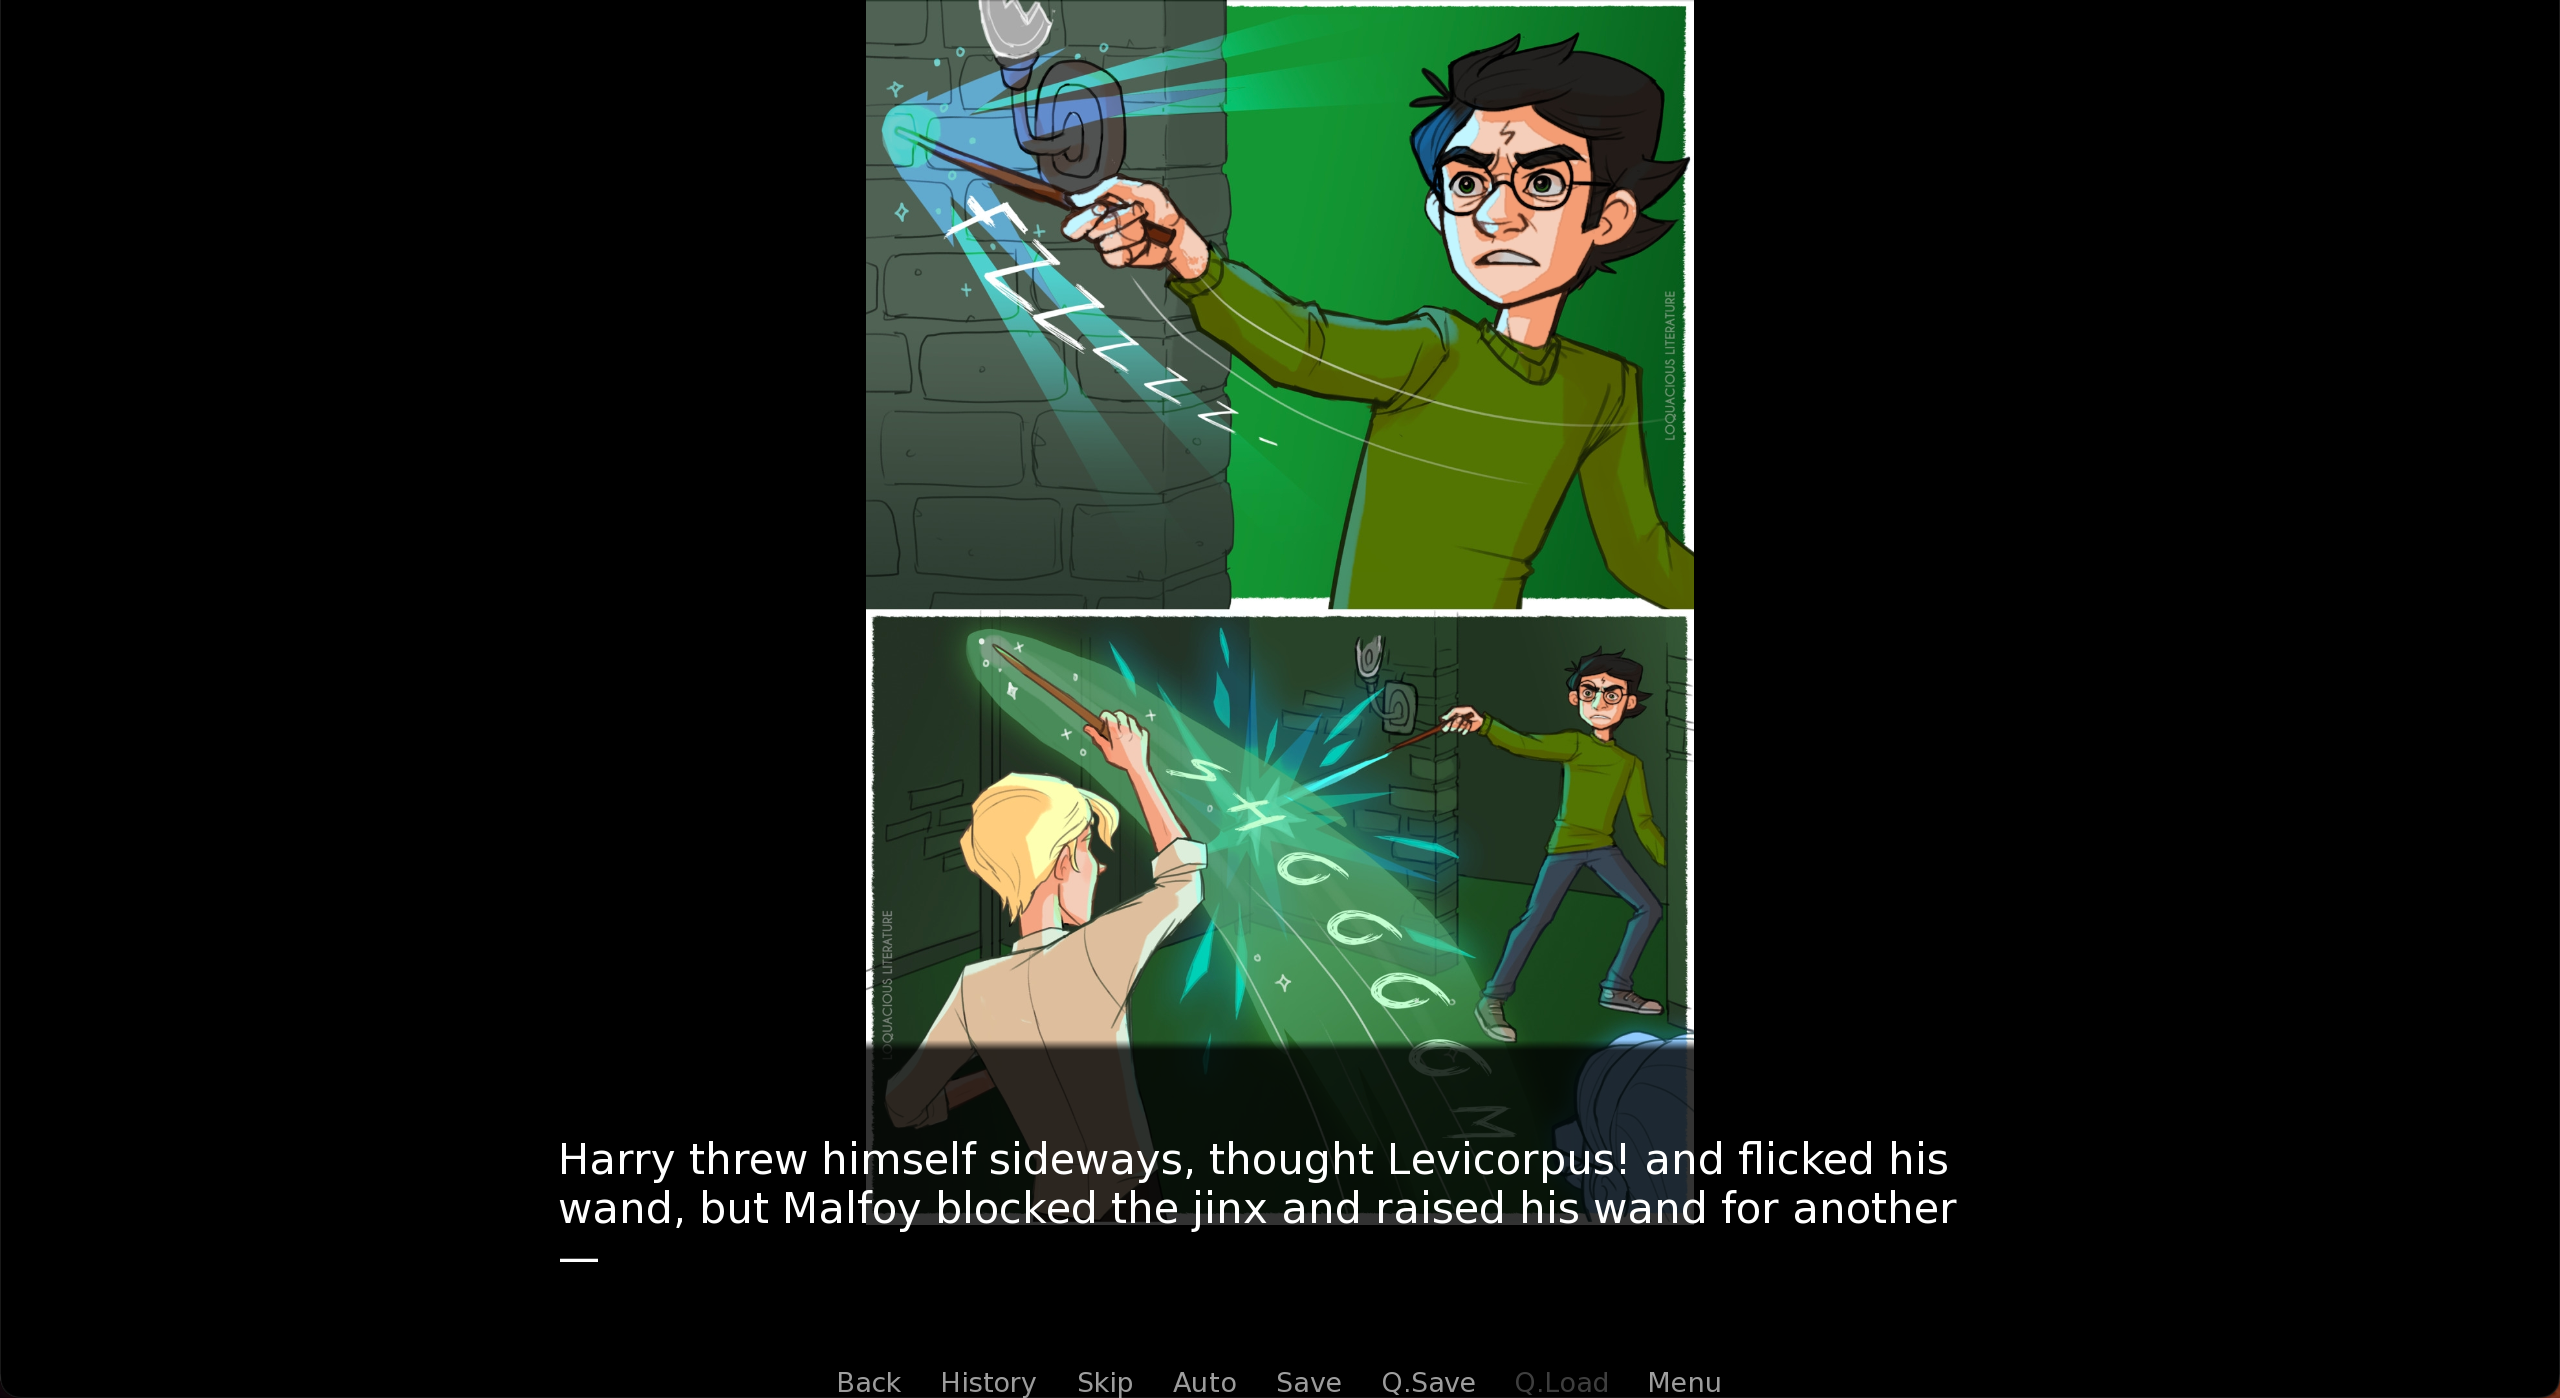 FZZZZZ
LOQUACIOUS LITERATURE
SHOOOOM
LOQUACIOUS LITERATURE
Harry threw himself sideways, thought Levicorpus! and flicked his
wand, but Malfoy blocked the jinx and raised his wand for another
—
Back History Skip Auto Save Q.Save Q.Load Menu